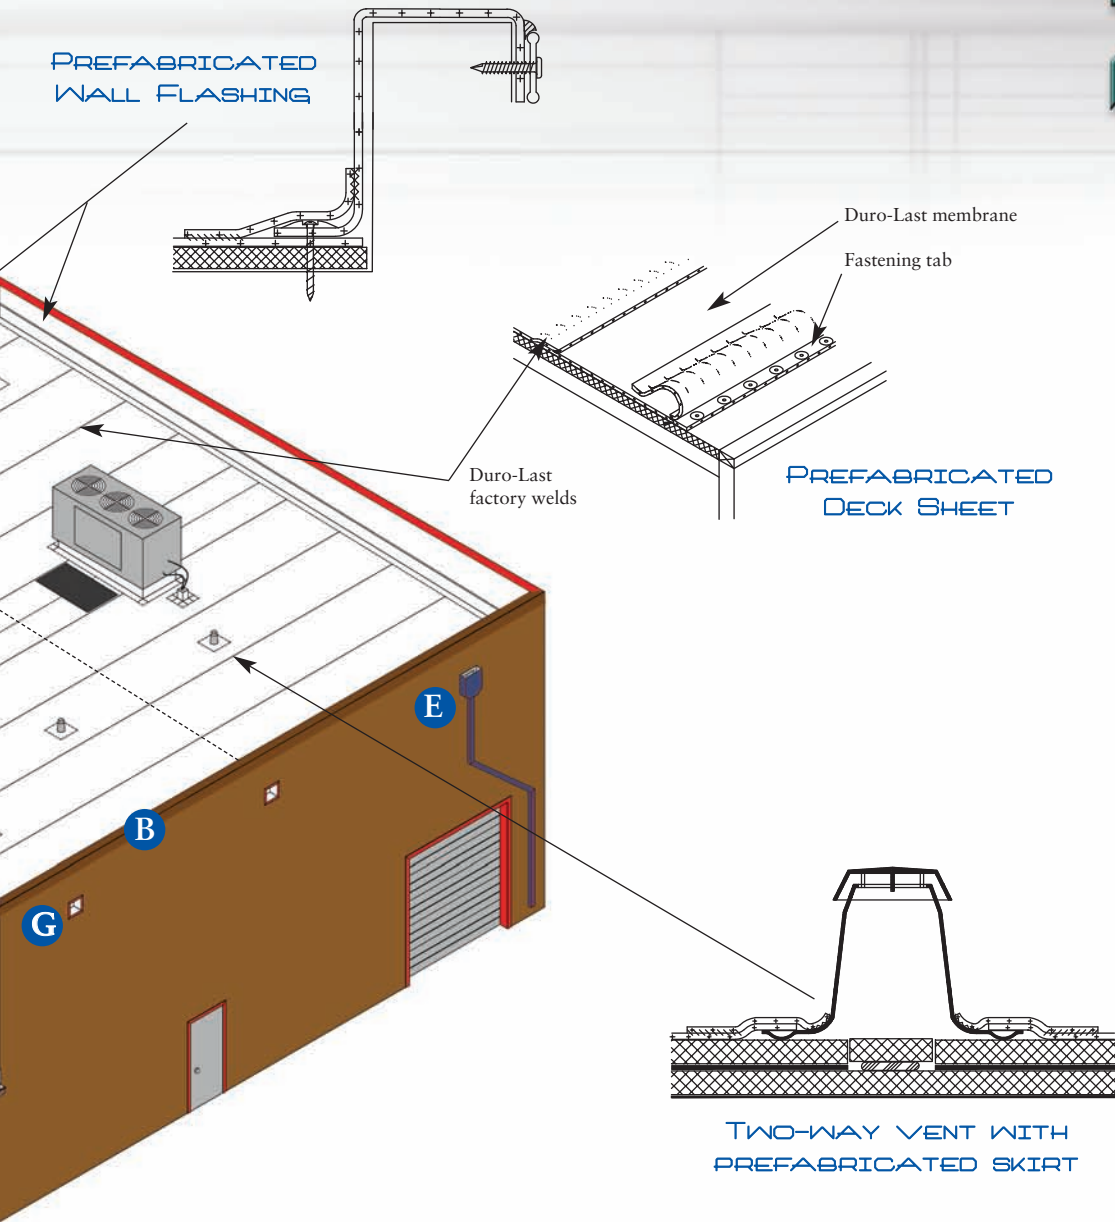 PREFABRICATED
WALL FLASHING
Duro-Last membrane
Fastening tab
Duro-Last
factory welds
PREFABRICATED
DECK SHEET
E
B
G
TWO-WAY VENT WITH
PREFABRICATED SKIRT